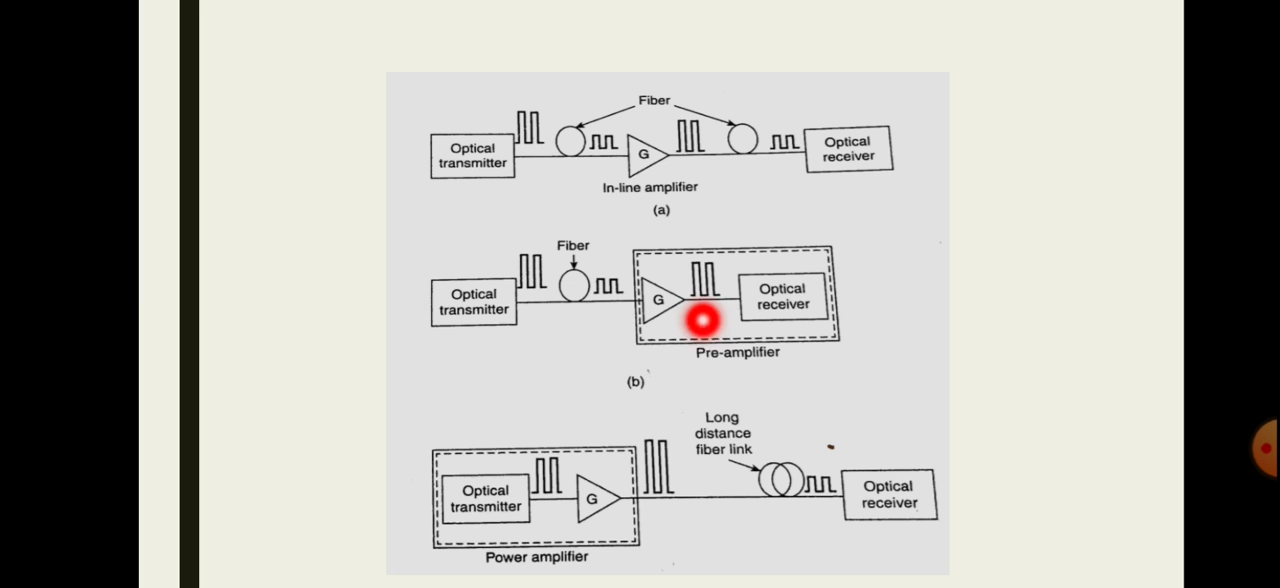 Fiber
Optical
transmitter
G
Optical
receiver
In-line amplifier
(a)
Fiber
Optical
transmitter
G
Optical
receiver
Pre-amplifier
(b)
Long
distance
fiber link
Optical
transmitter
G
Optical
receiver
Power amplifier